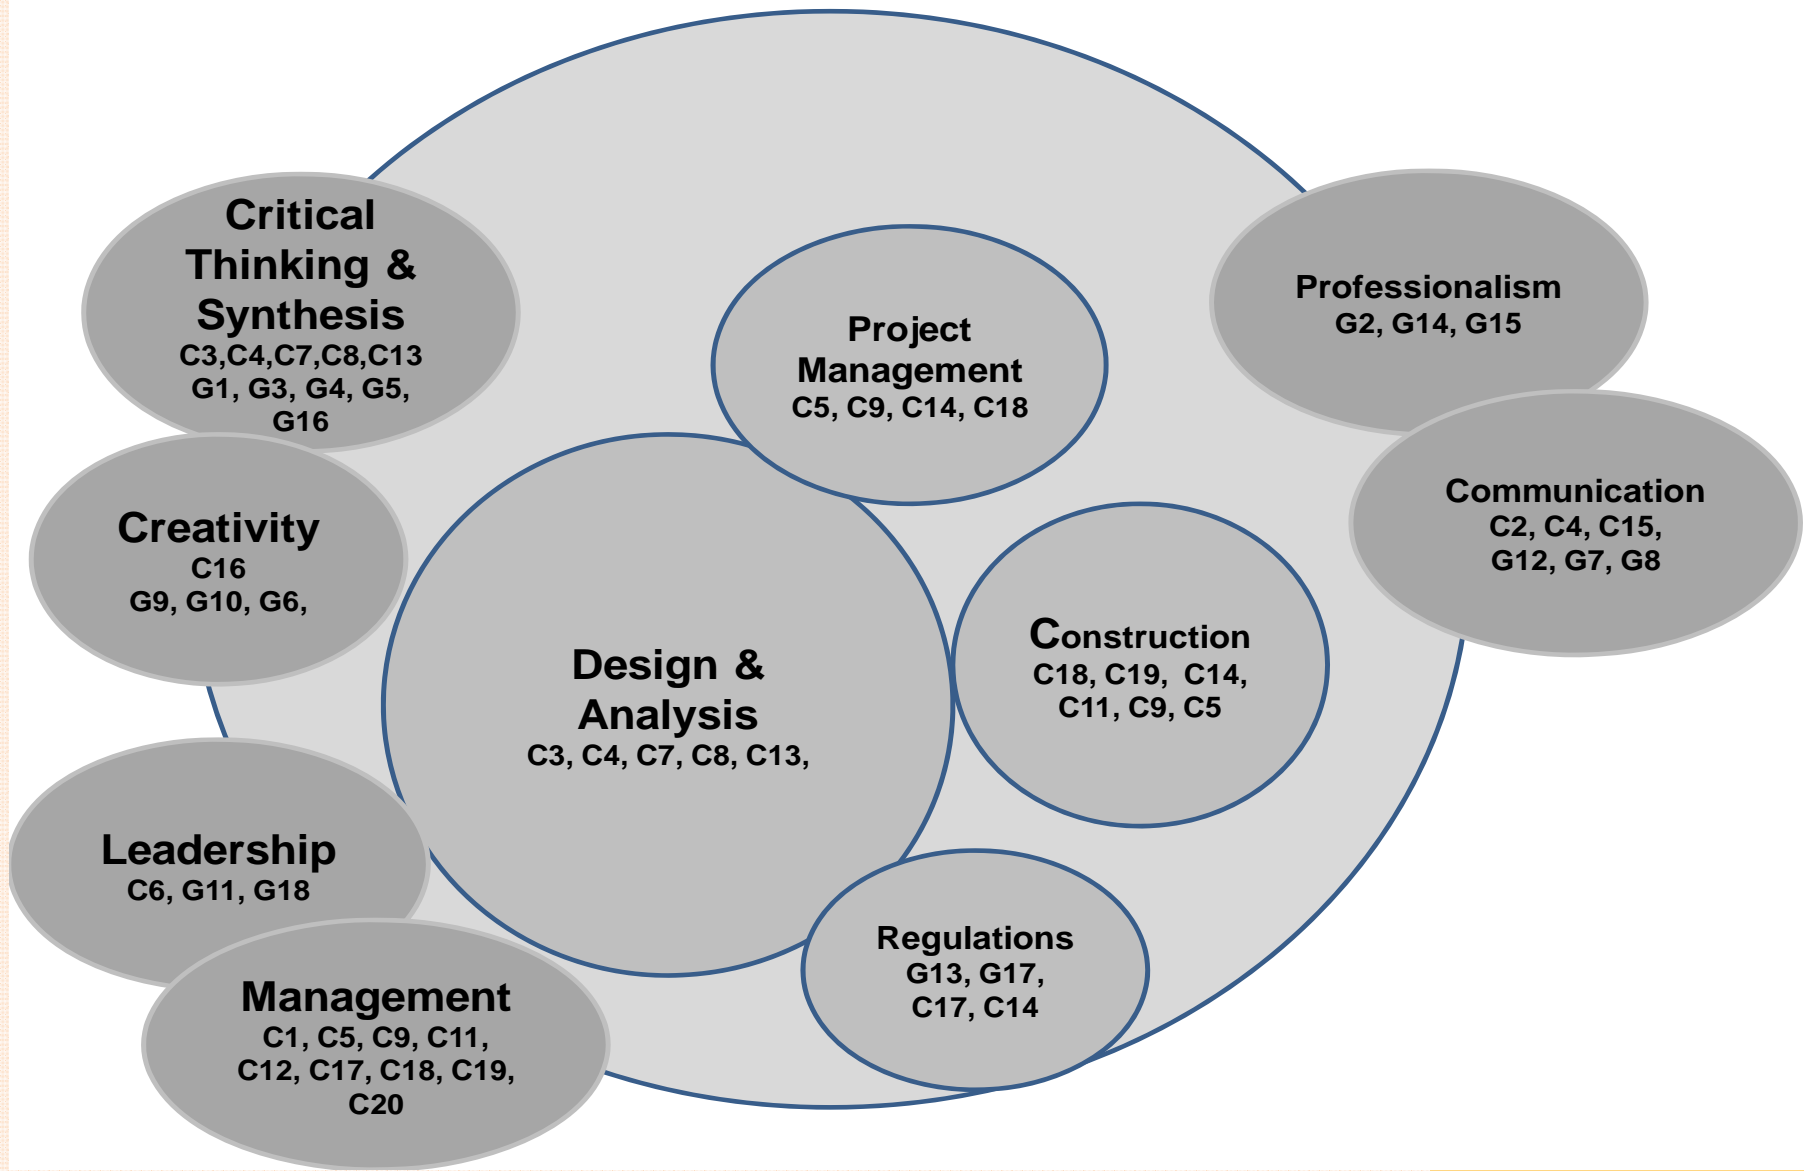 Critical
Thinking &
Synthesis
C3,C4,C7,C8,C13
G1, G3, G4, G5,
G16
Creativity
C16
G9, G10, G6,
Leadership
C6, G11, G18
Management
C1, C5, C9, C11,
C12, C17, C18, C19,
C20
Design &
Analysis
C3, C4, C7, C8, C13,
Project
Management
C5, C9, C14, C18
Construction
C18, C19,  C14,
C11, C9, C5
Regulations
G13, G17,
C17, C14
Professionalism
G2, G14, G15
Communication
C2, C4, C15,
G12, G7, G8